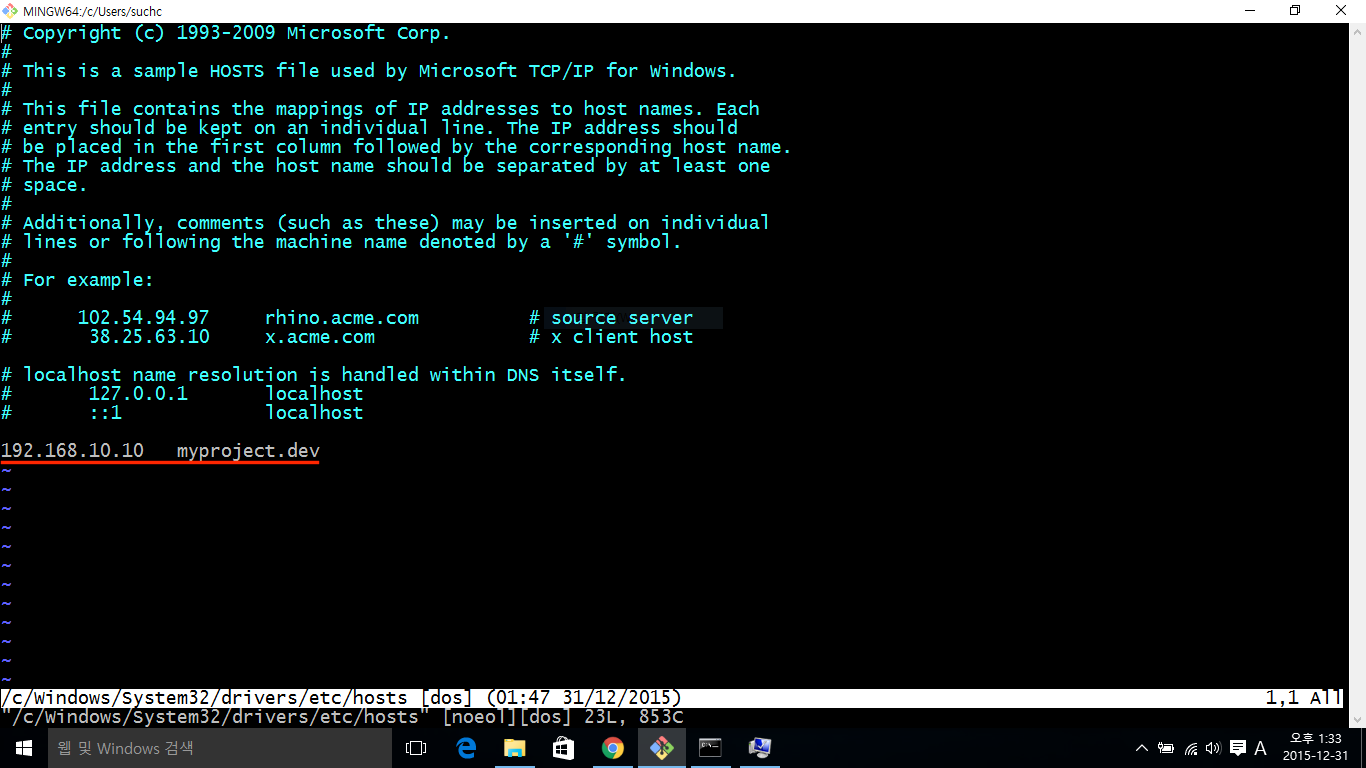 MINGW64:/c/Users/suchc
# Copyright (c) 1993-2009 Microsoft Corp.
#
# This is a sample HOSTS file used by Microsoft TCP/IP for Windows.
#
# This file contains the mappings of IP addresses to host names. Each
# entry should be kept on an individual line. The IP address should
# be placed in the first column followed by the corresponding host name.
# The IP address and the host name should be separated by at least one
# space.
#
# Additionally, comments (such as these) may be inserted on individual
# lines or following the machine name denoted by a '#' symbol.
#
# For example:
#
#      102.54.94.97     rhino.acme.com          # source server
#       38.25.63.10     x.acme.com              # x client host
# localhost name resolution is handled within DNS itself.
#       127.0.0.1       localhost
#       ::1             localhost
192.168.10.10   myproject.dev
~
~
~
~
~
~
~
~
~
~
~
~
/c/Windows/System32/drivers/etc/hosts [dos] (01:47 31/12/2015) 1,1 All
"/c/Windows/System32/drivers/etc/hosts" [noeol][dos] 23L, 853C
웹 및 Windows 검색
A
오후 1:33
2015-12-31